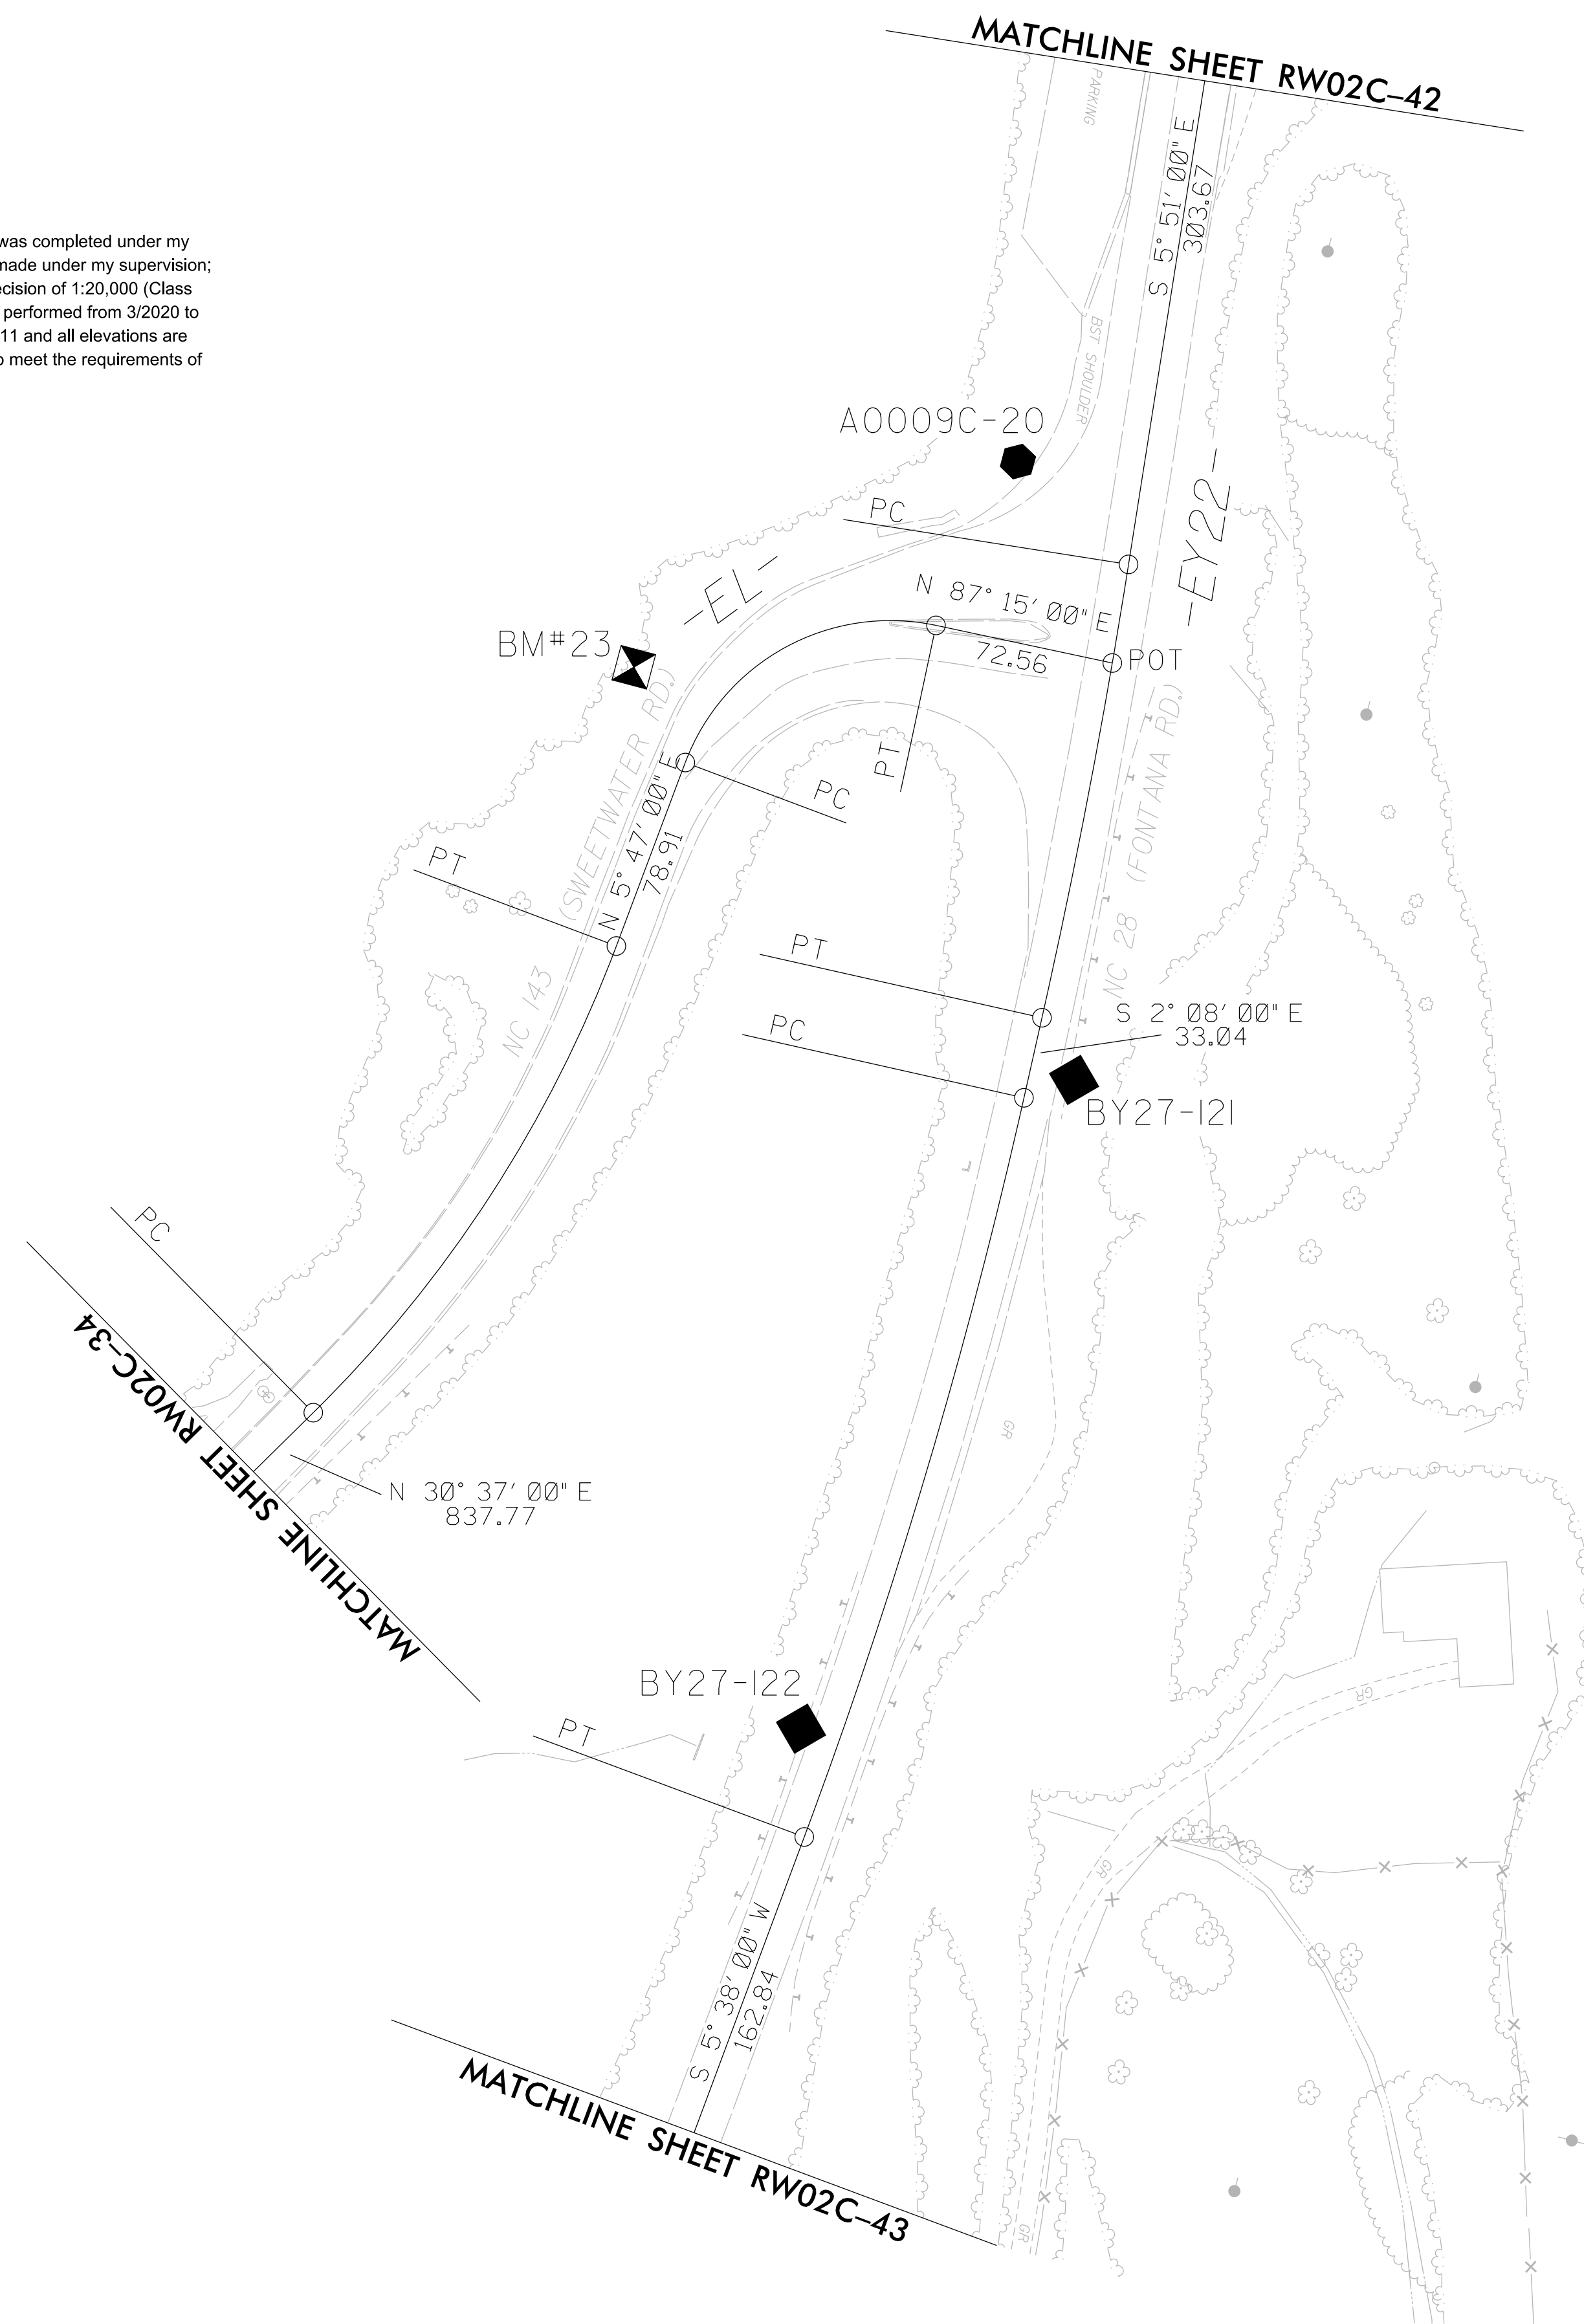 MATCHLINE SHEET RW02C-42
PARKING
S 5° 51' 00" E
303.67
was completed under my
made under my supervision;
ecision of 1:20,000 (Class
performed from 3/2020 to
11 and all elevations are
o meet the requirements of
BST SHOULDER
A0009C-20
PC
-EY22-
-EL-
N 87° 15' 00" E
72.56
BM#23
POT
PT
PC
(SWEETWATER RD.)
NC 143
N 5° 47' 00" E
78.91
PT
NC 28 (FONTANA RD.)
PT
PC
S 2° 08' 00" E
33.04
BY27-121
PC
MATCHLINE SHEET RW02C-34
GR
N 30° 37' 00" E
837.77
BY27-122
PT
GR
GR
S 5° 38' 00" W
162.84
MATCHLINE SHEET RW02C-43
GR